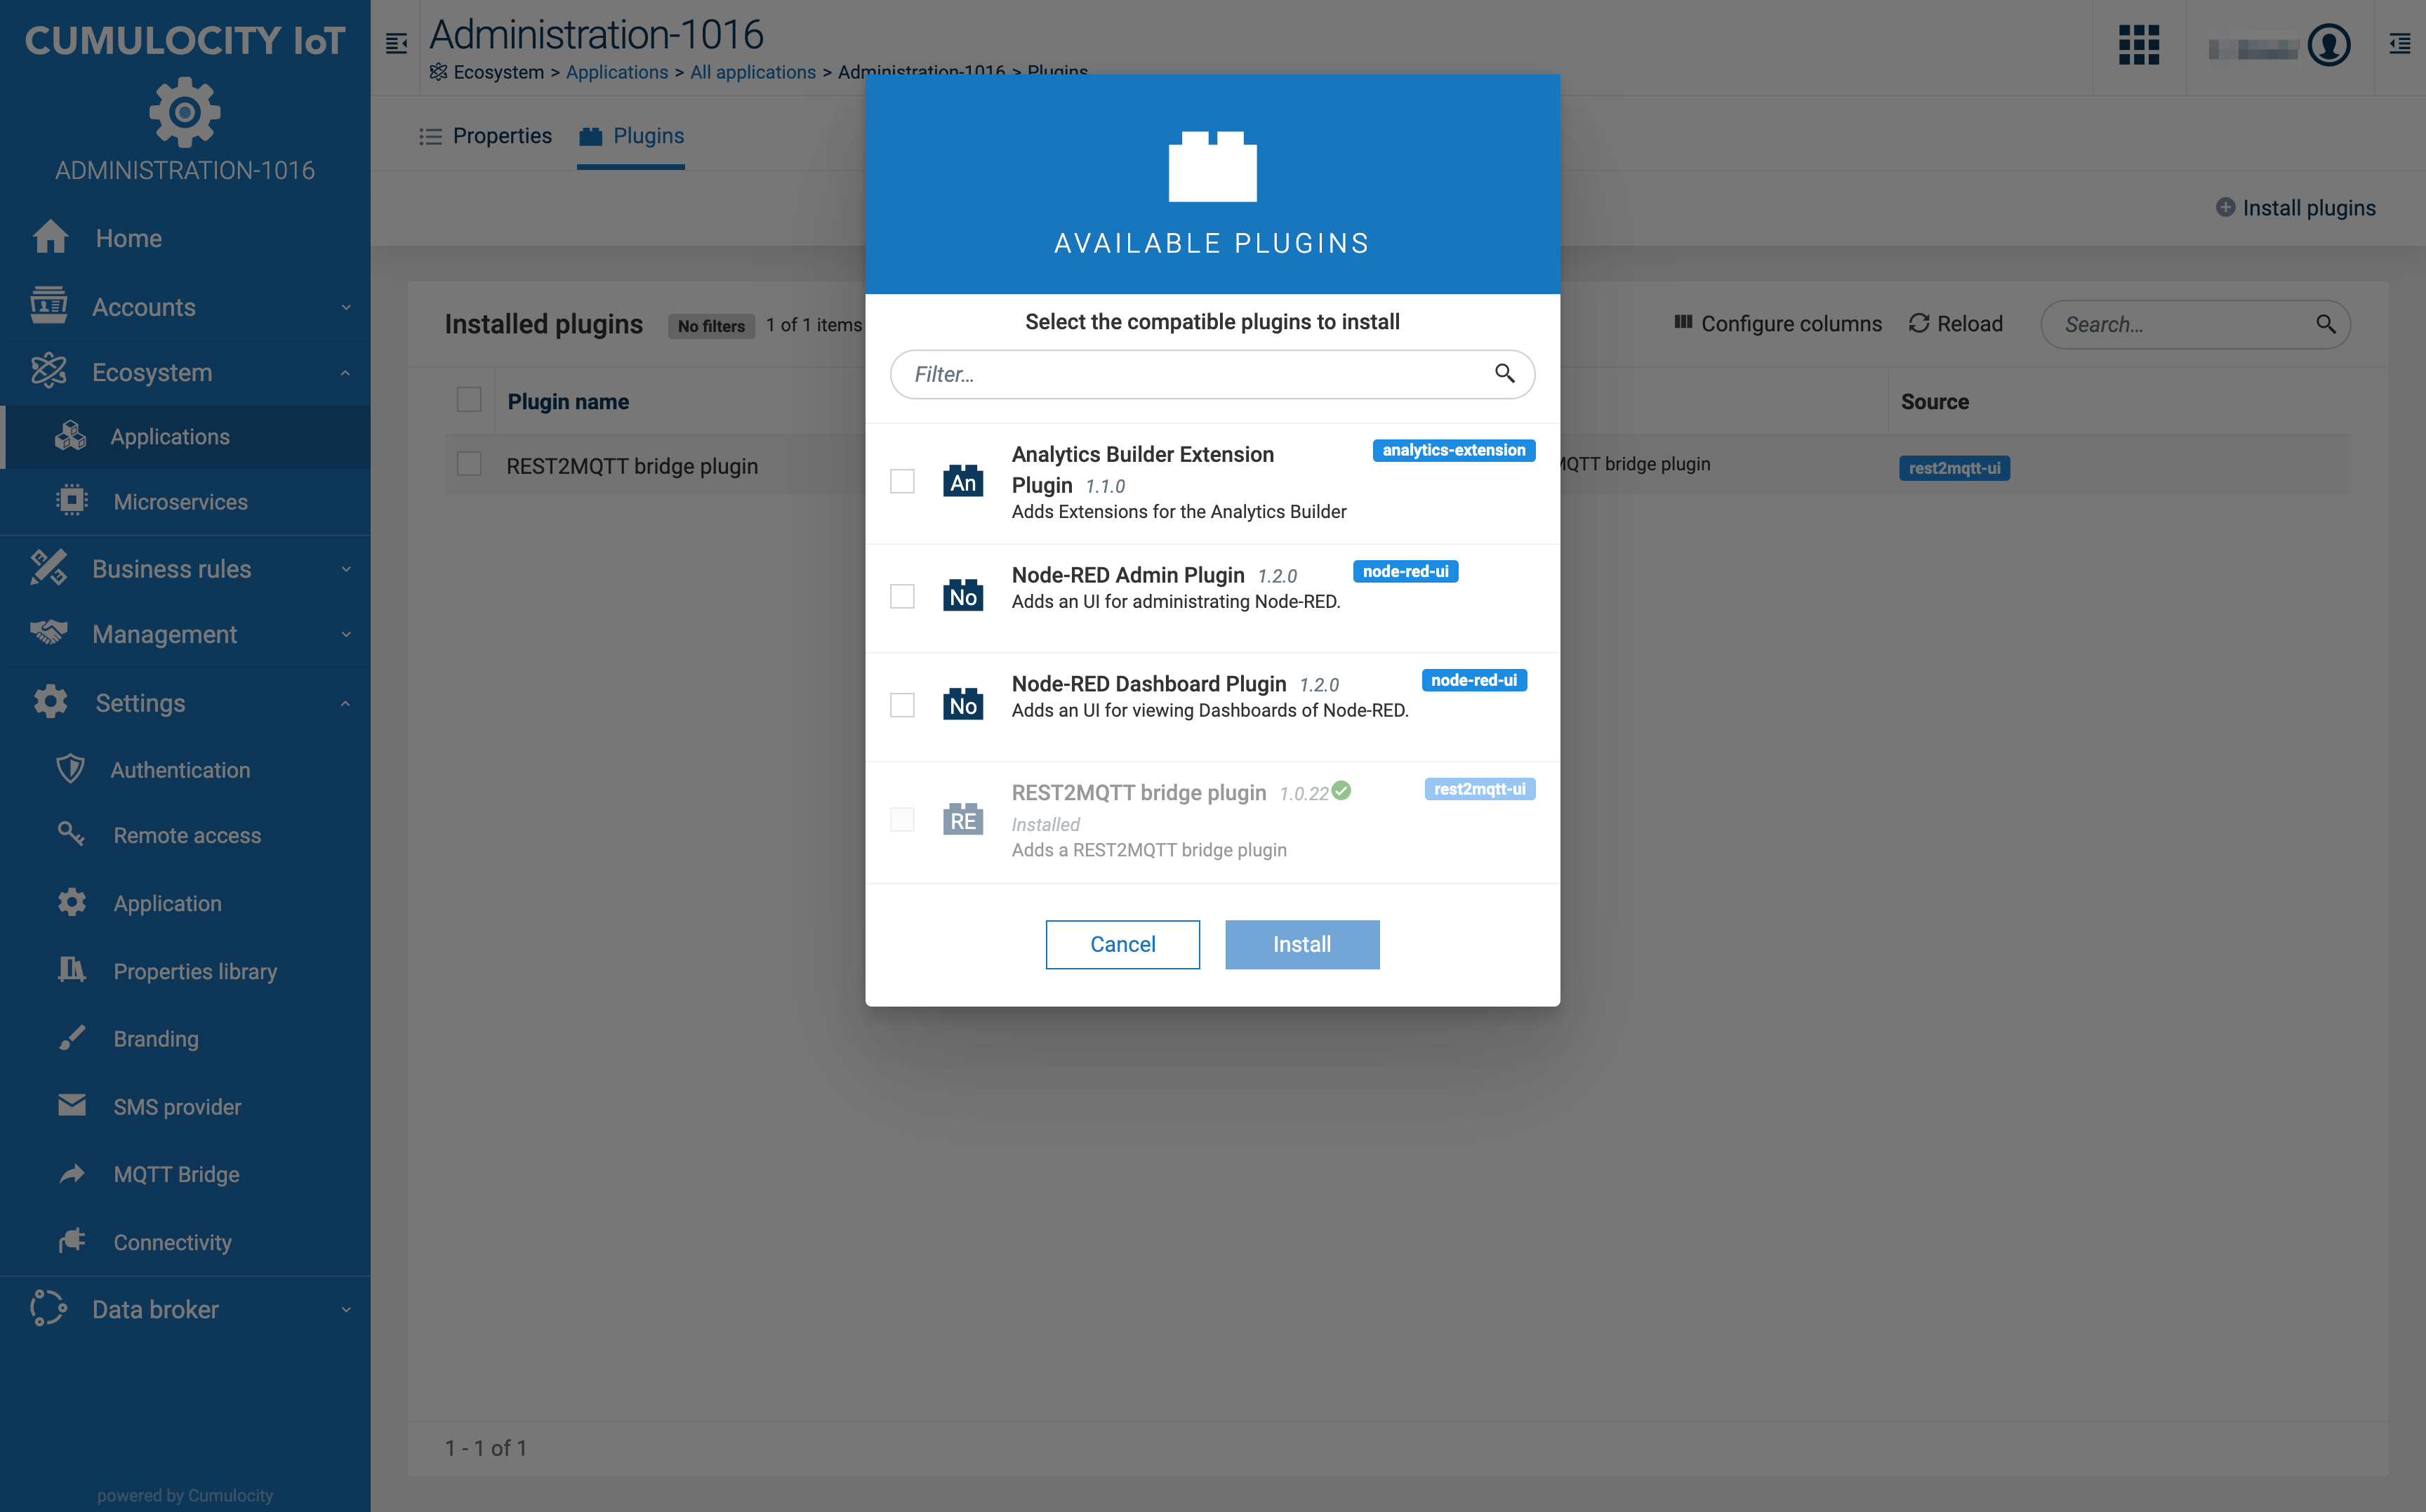 CUMULOCITY IoT
ADMINISTRATION-1016
Home
Accounts
Ecosystem
Applications
Microservices
Business rules
Management
Settings
Authentication
Remote access
Application
Properties library
Branding
SMS provider
MQTT Bridge
Connectivity
Data broker
powered by Cumulocity
Administration-1016
Ecosystem > Applications > All applications > Administration-1016 > Plugins
Properties Plugins
Install plugins
Installed plugins No filters 1 of 1 items
Configure columns Reload Search...
Plugin name Source
REST2MQTT bridge plugin MQTT bridge plugin rest2mqtt-ui
1 - 1 of 1
AVAILABLE PLUGINS
Select the compatible plugins to install
Filter...
An
Analytics Builder Extension analytics-extension
Plugin 1.1.0
Adds Extensions for the Analytics Builder
No
Node-RED Admin Plugin 1.2.0 node-red-ui
Adds an UI for administrating Node-RED.
No
Node-RED Dashboard Plugin 1.2.0 node-red-ui
Adds an UI for viewing Dashboards of Node-RED.
RE
REST2MQTT bridge plugin 1.0.22 rest2mqtt-ui
Installed
Adds a REST2MQTT bridge plugin
Cancel Install